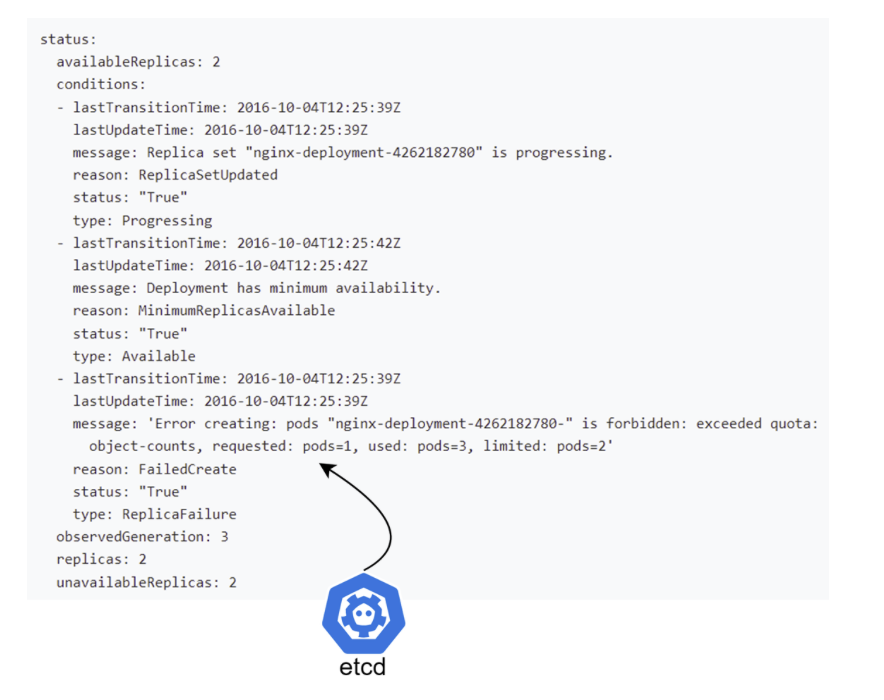 status:
  availableReplicas: 2
  conditions:
  - lastTransitionTime: 2016-10-04T12:25:39Z
    lastUpdateTime: 2016-10-04T12:25:39Z
    message: Replica set "nginx-deployment-4262182780" is progressing.
    reason: ReplicaSetUpdated
    status: "True"
    type: Progressing
  - lastTransitionTime: 2016-10-04T12:25:42Z
    lastUpdateTime: 2016-10-04T12:25:42Z
    message: Deployment has minimum availability.
    reason: MinimumReplicasAvailable
    status: "True"
    type: Available
  - lastTransitionTime: 2016-10-04T12:25:39Z
    lastUpdateTime: 2016-10-04T12:25:39Z
    message: 'Error creating: pods "nginx-deployment-4262182780-" is forbidden: exceeded quota:
      object-counts, requested: pods=1, used: pods=3, limited: pods=2'
    reason: FailedCreate
    status: "True"
    type: ReplicaFailure
  observedGeneration: 3
  replicas: 2
  unavailableReplicas: 2
etcd